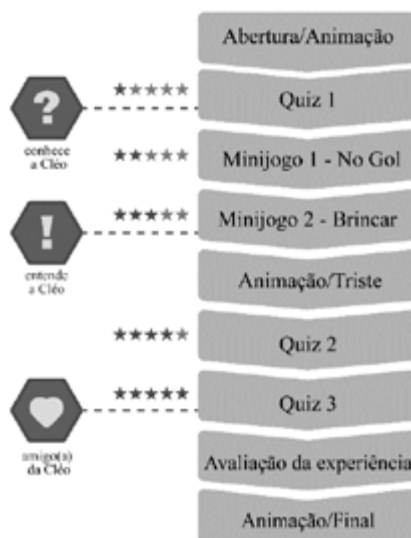 Abertura/Animação
?
conhece
a Cléo
Quiz 1
Minijogo 1 - No Gol
!
entende
a Cléo
Minijogo 2 - Brincar
Animação/Triste
Quiz 2
amigo(a)
da Cléo
Quiz 3
Avaliação da experiência
Animação/Final